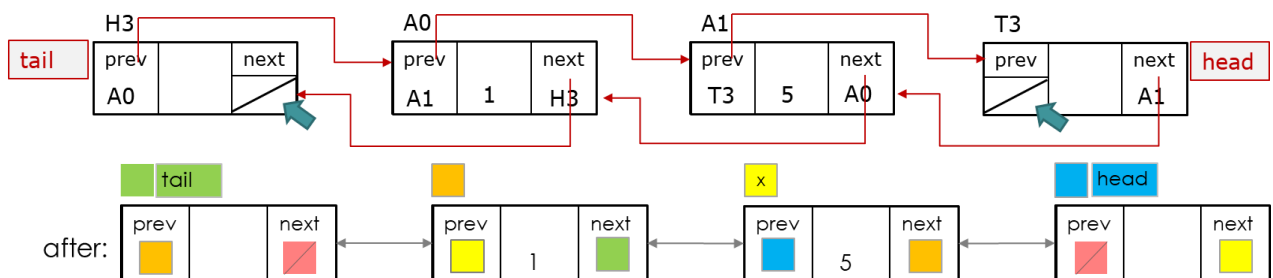 H3 A0 A1 T3
tail prev next prev next prev next prev next head
A0 A1 1 H3 T3 5 A0 A1
tail x head
after: prev next prev next prev next prev next
1 5